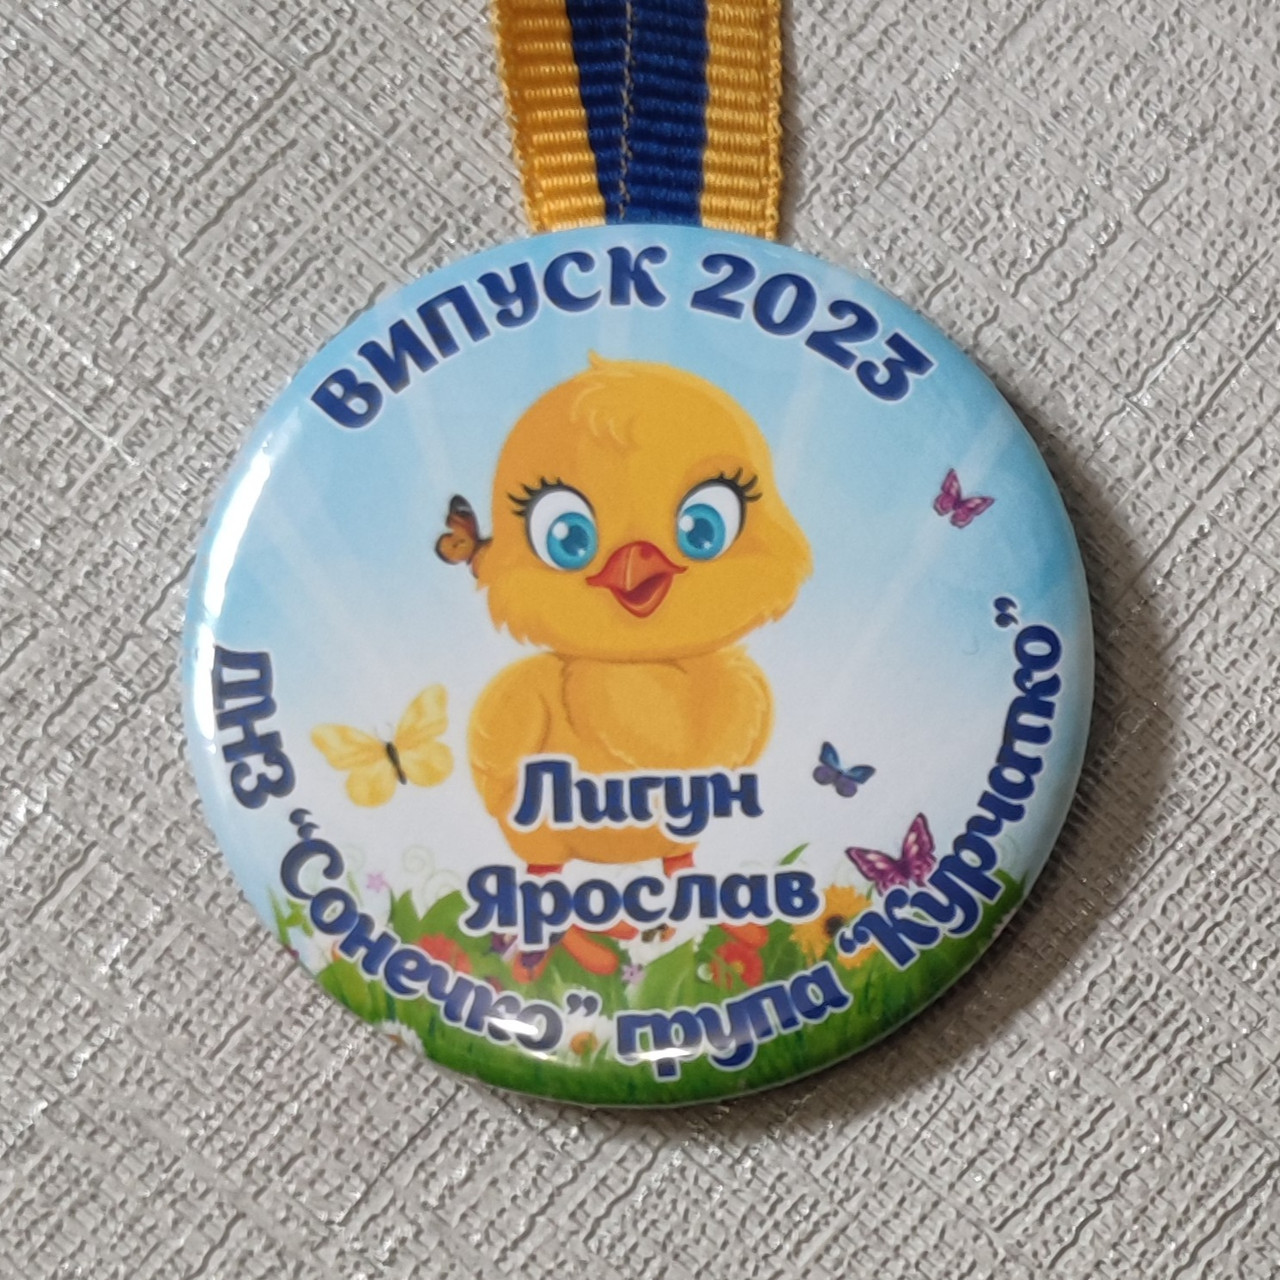 ВИПУСК 2023
Лигун
Ярослав
ДНЗ “Сонечко” група “Курчатко”